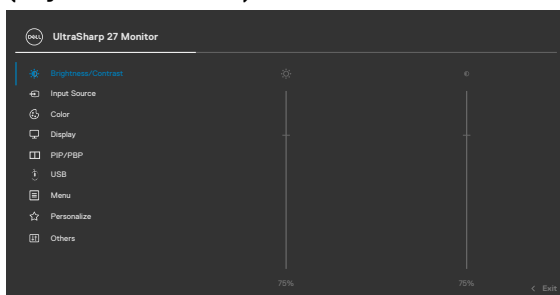 DELL UltraSharp 27 Monitor
Brightness/Contrast
Input Source
Color
Display
PIP/PBP
USB
Menu
Personalize
Others
75% 75%
< Exit